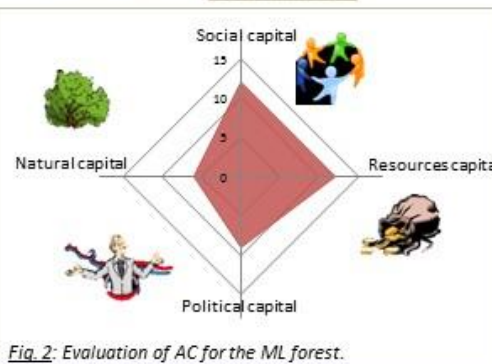 Social capital
15
10
5
Natural capital
0
Resources capita
Political capital
Fig. 2: Evaluation of AC for the ML forest.